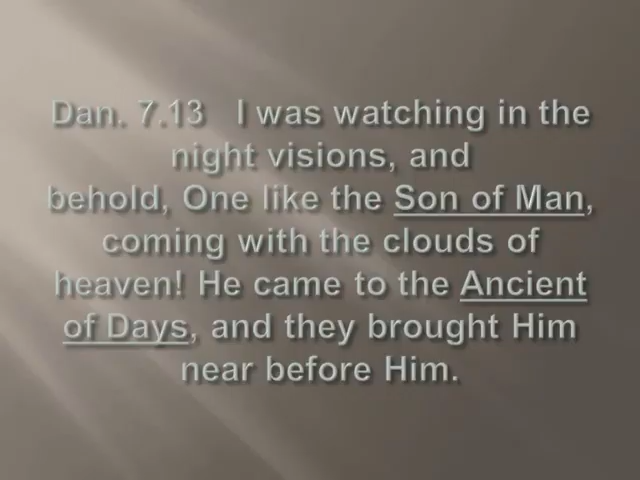 Dan. 7.13   I was watching in the
night visions, and
behold, One like the Son of Man,
coming with the clouds of
heaven! He came to the Ancient
of Days, and they brought Him
near before Him.